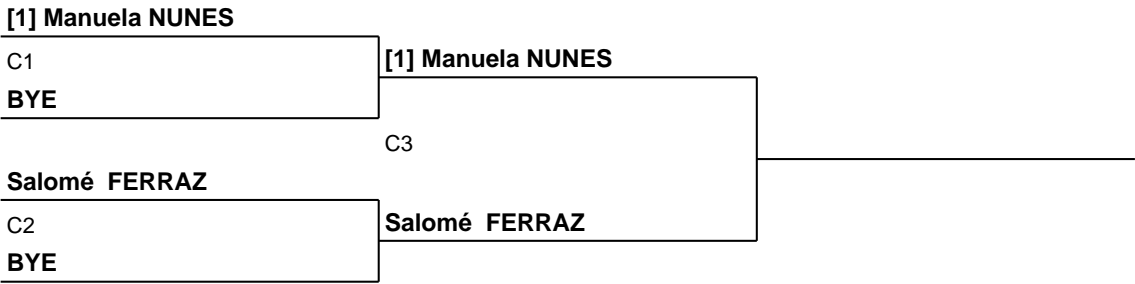 [1] Manuela NUNES
C1
[1] Manuela NUNES
BYE
C3
Salomé  FERRAZ
C2
Salomé  FERRAZ
BYE